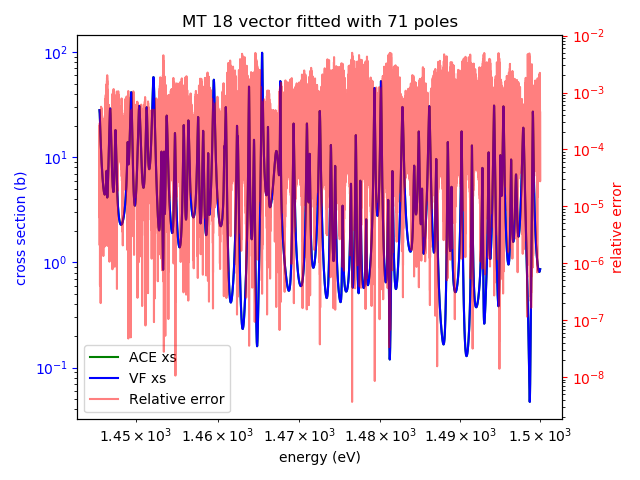 MT 18 vector fitted with 71 poles
10²
10¹
10⁰
10⁻¹
cross section (b)
10⁻²
10⁻³
10⁻⁴
10⁻⁵
10⁻⁶
10⁻⁷
10⁻⁸
relative error
ACE xs
VF xs
Relative error
1.45 × 10³ 1.46 × 10³ 1.47 × 10³ 1.48 × 10³ 1.49 × 10³ 1.5 × 10³
energy (eV)